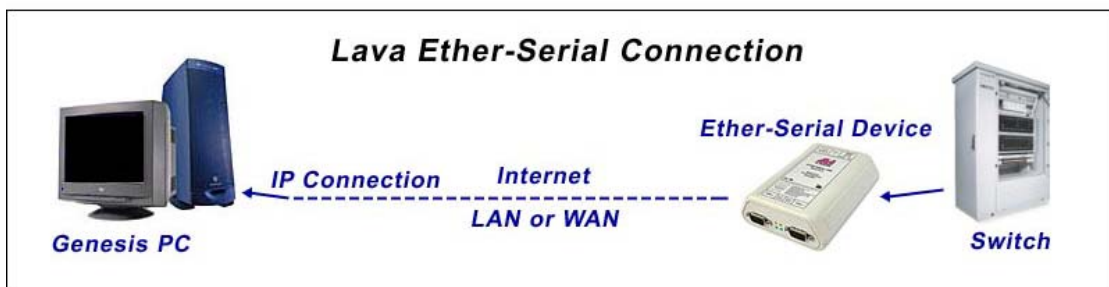 Lava Ether-Serial Connection
Ether-Serial Device
IP Connection
Internet
LAN or WAN
Genesis PC
Switch